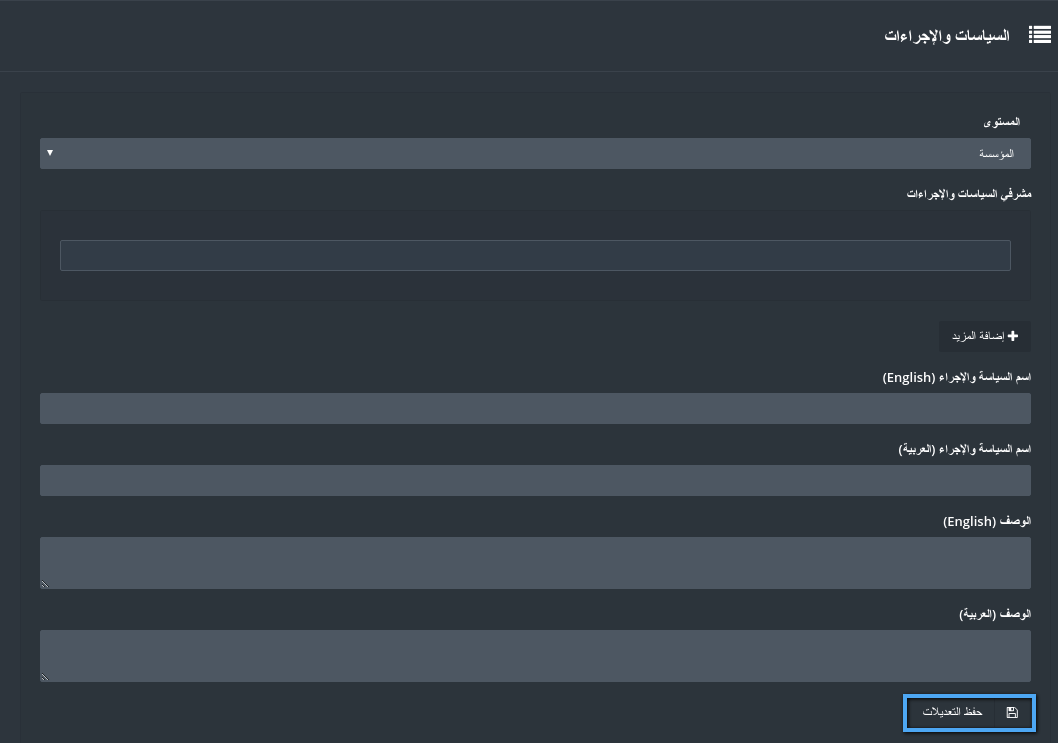 السياسات والإجراءات
المستوى
المؤسسة
مشرفي السياسات والإجراءات
إضافة المزيد
اسم السياسة والإجراء (English)
اسم السياسة والإجراء (العربية)
الوصف (English)
الوصف (العربية)
حفظ التعديلات